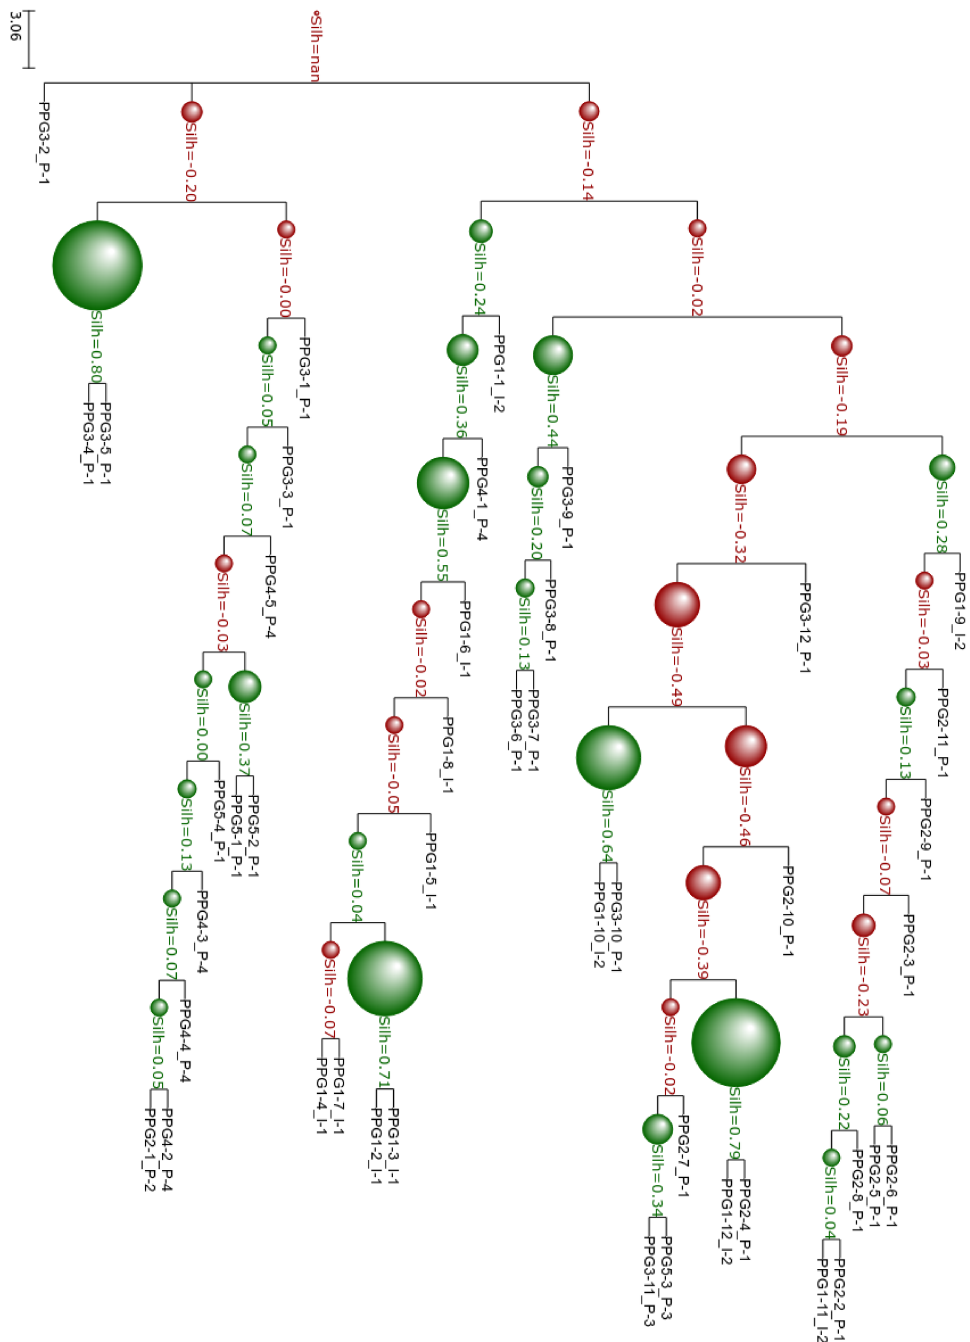 3.06
Silh=nan
PPG3-2_P-1
Silh=-0.20
Silh=-0.14
Silh=0.80
PPG3-5_P-1
PPG3-4_P-1
Silh=-0.00
PPG3-1_P-1
Silh=0.05
PPG3-3_P-1
Silh=0.07
PPG4-5_P-4
Silh=-0.03
Silh=0.37
PPG5-2_P-1
PPG5-1_P-1
Silh=0.00
PPG5-4_P-1
Silh=0.13
PPG4-3_P-4
Silh=0.07
PPG4-4_P-4
Silh=0.05
PPG4-2_P-4
PPG2-1_P-2
Silh=0.24
PPG1-1_I-2
Silh=0.36
PPG4-1_P-4
Silh=0.55
PPG1-6_I-1
Silh=-0.02
PPG1-8_I-1
Silh=-0.05
PPG1-5_I-1
Silh=0.04
Silh=0.71
PPG1-3_I-1
PPG1-2_I-1
Silh=-0.07
PPG1-7_I-1
PPG1-4_I-1
Silh=-0.02
Silh=0.44
PPG3-9_P-1
Silh=0.20
PPG3-8_P-1
Silh=0.13
PPG3-7_P-1
PPG3-6_P-1
Silh=-0.19
Silh=-0.32
PPG3-12_P-1
Silh=-0.49
Silh=0.64
PPG3-10_P-1
PPG1-10_I-2
Silh=-0.46
PPG2-10_P-1
Silh=-0.39
Silh=0.79
PPG2-4_P-1
PPG1-12_I-2
Silh=-0.02
PPG2-7_P-1
Silh=0.34
PPG5-3_P-3
PPG3-11_P-3
Silh=0.28
PPG1-9_I-2
Silh=-0.03
PPG2-11_P-1
Silh=0.13
PPG2-9_P-1
Silh=-0.07
PPG2-3_P-1
Silh=-0.23
Silh=0.06
PPG2-6_P-1
PPG2-5_P-1
Silh=0.22
PPG2-8_P-1
Silh=0.04
PPG2-2_P-1
PPG1-11_I-2